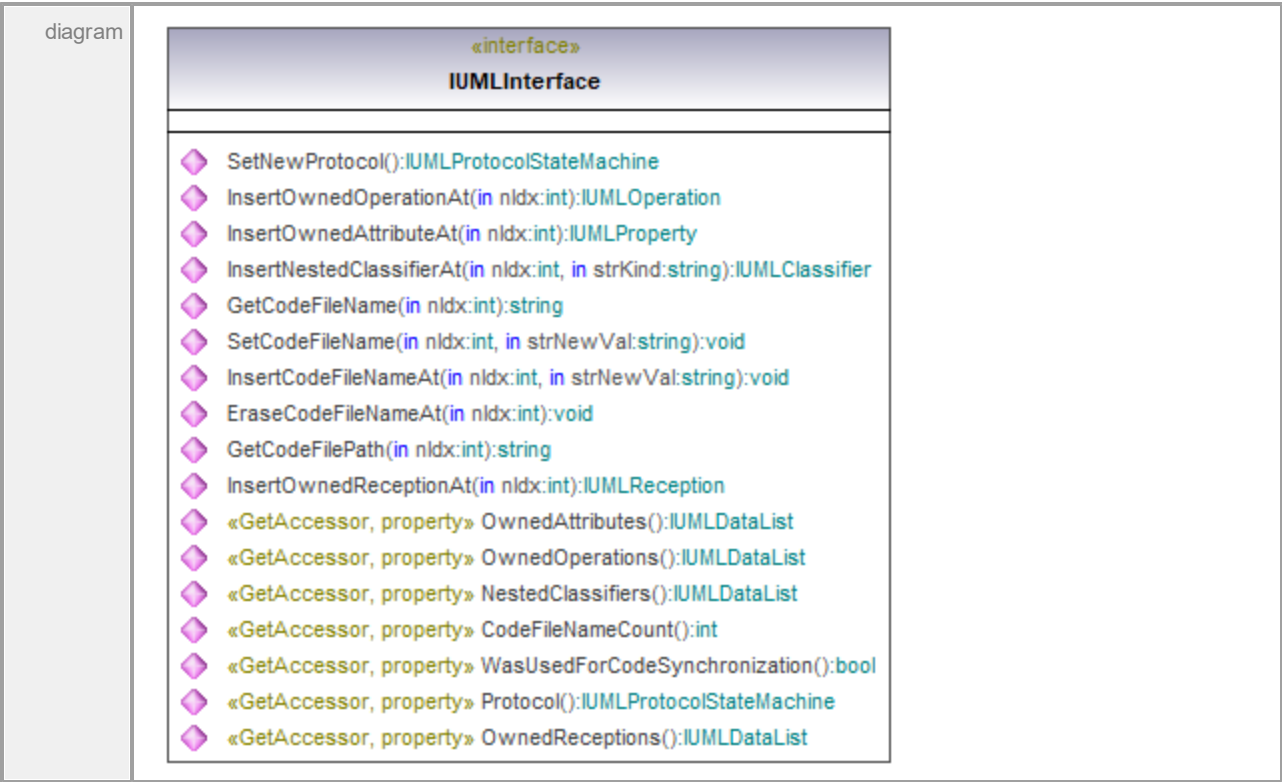 diagram
«interface»
IUMLInterface
SetNewProtocol():IUMLProtocolStateMachine
InsertOwnedOperationAt(in nIdx:int):IUMLOperation
InsertOwnedAttributeAt(in nIdx:int):IUMLProperty
InsertNestedClassifierAt(in nIdx:int, in strKind:string):IUMLClassifier
GetCodeFileName(in nIdx:int):string
SetCodeFileName(in nIdx:int, in strNewVal:string):void
InsertCodeFileNameAt(in nIdx:int, in strNewVal:string):void
EraseCodeFileNameAt(in nIdx:int):void
GetCodeFilePath(in nIdx:int):string
InsertOwnedReceptionAt(in nIdx:int):IUMLReception
«GetAccessor, property» OwnedAttributes():IUMLDataList
«GetAccessor, property» OwnedOperations():IUMLDataList
«GetAccessor, property» NestedClassifiers():IUMLDataList
«GetAccessor, property» CodeFileNameCount():int
«GetAccessor, property» WasUsedForCodeSynchronization():bool
«GetAccessor, property» Protocol():IUMLProtocolStateMachine
«GetAccessor, property» OwnedReceptions():IUMLDataList